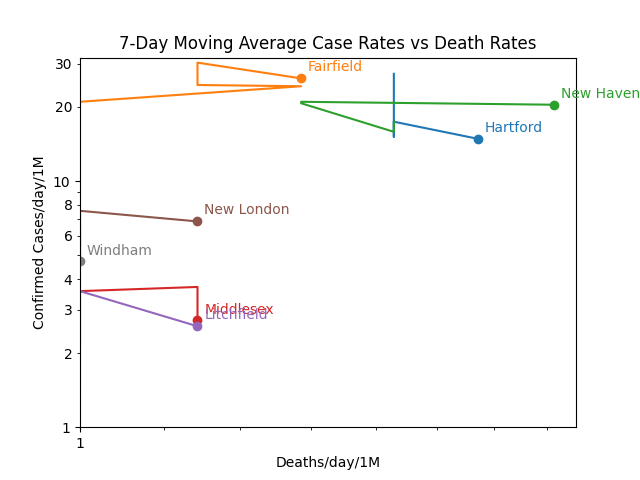 7-Day Moving Average Case Rates vs Death Rates
30
Fairfield
New Haven
20
Hartford
10
New London
8
6
Windham
4
3
Middlesex
Litchfield
2
1
1
Confirmed Cases/day/1M
Deaths/day/1M